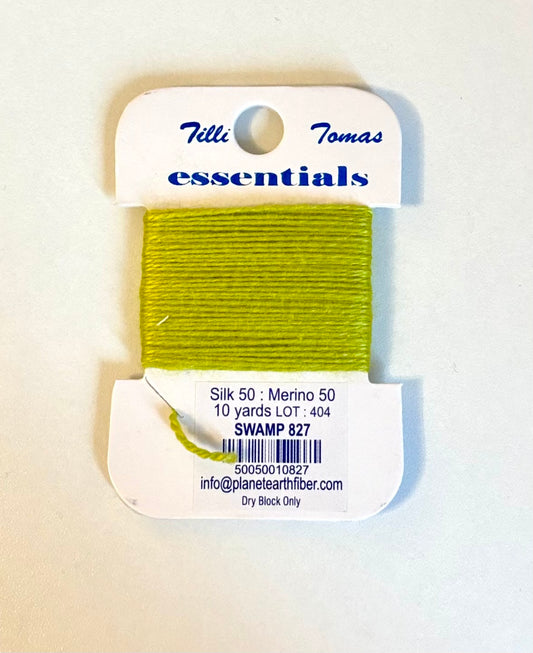 Tilli Tomas
essentials
Silk 50 : Merino 50
10 yards LOT : 404
SWAMP 827
50050010827
info@planetearthfiber.com
Dry Block Only